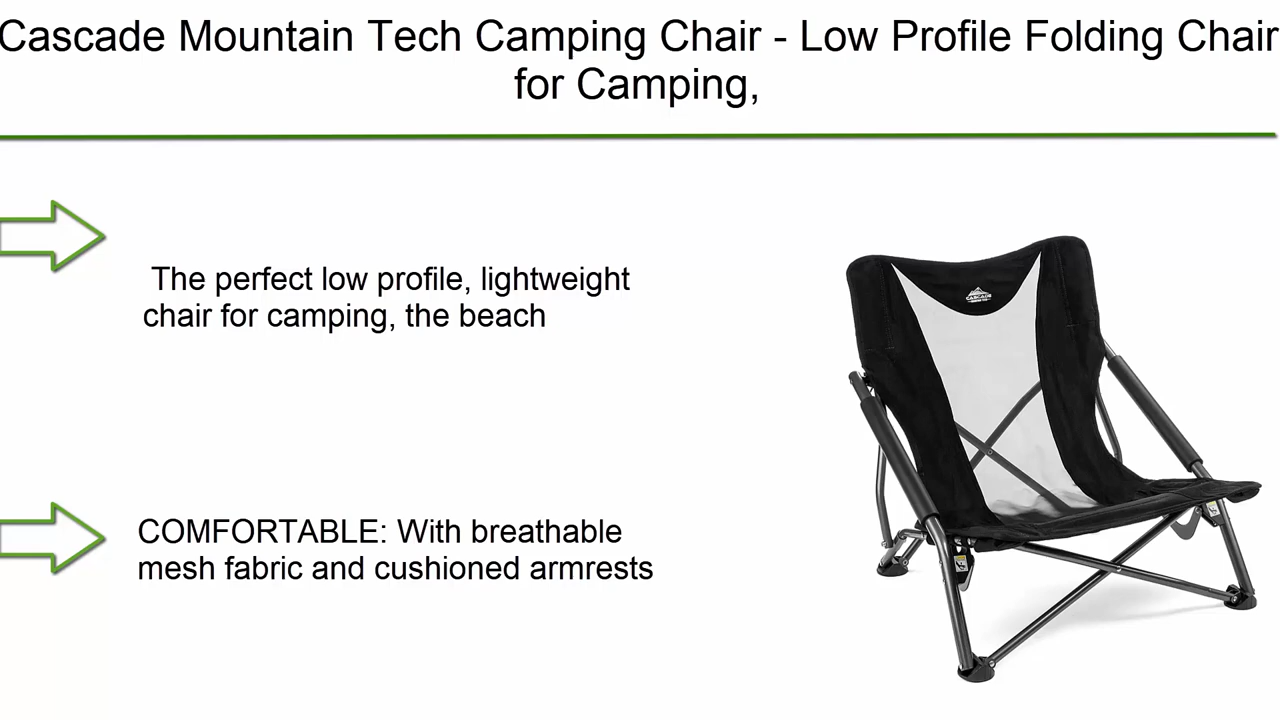 Cascade Mountain Tech Camping Chair - Low Profile Folding Chair
for Camping,
The perfect low profile, lightweight
chair for camping, the beach
CASCADE
COMFORTABLE: With breathable
mesh fabric and cushioned armrests